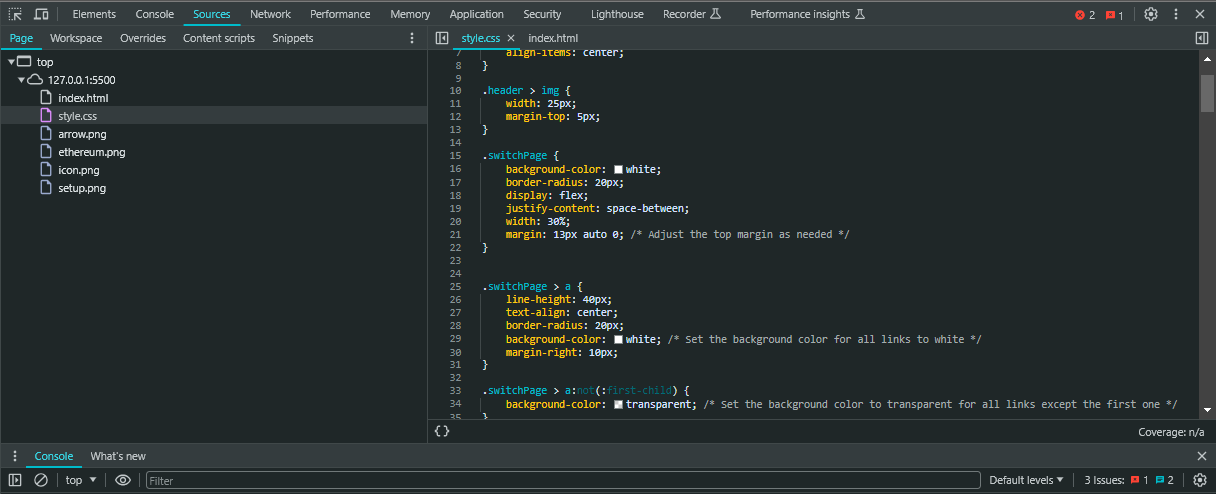 Elements Console Sources Network Performance Memory Application Security Lighthouse Recorder Performance insights 2 1
Page Workspace Overrides Content scripts Snippets
style.css index.html
top
127.0.0.1:5500
index.html
style.css
arrow.png
ethereum.png
icon.png
setup.png
7 align-items: center;
8 }
9
10 .header > img {
11 width: 25px;
12 margin-top: 5px;
13 }
14
15 .switchPage {
16 background-color: white;
17 border-radius: 20px;
18 display: flex;
19 justify-content: space-between;
20 width: 30%;
21 margin: 13px auto 0; /* Adjust the top margin as needed */
22 }
23
24
25 .switchPage > a {
26 line-height: 40px;
27 text-align: center;
28 border-radius: 20px;
29 background-color: white; /* Set the background color for all links to white */
30 margin-right: 10px;
31 }
32
33 .switchPage > a:not(:first-child) {
34 background-color: transparent; /* Set the background color to transparent for all links except the first one */
35 }
{}
Coverage: n/a
Console What's new
top Filter Default levels 3 Issues: 1 2